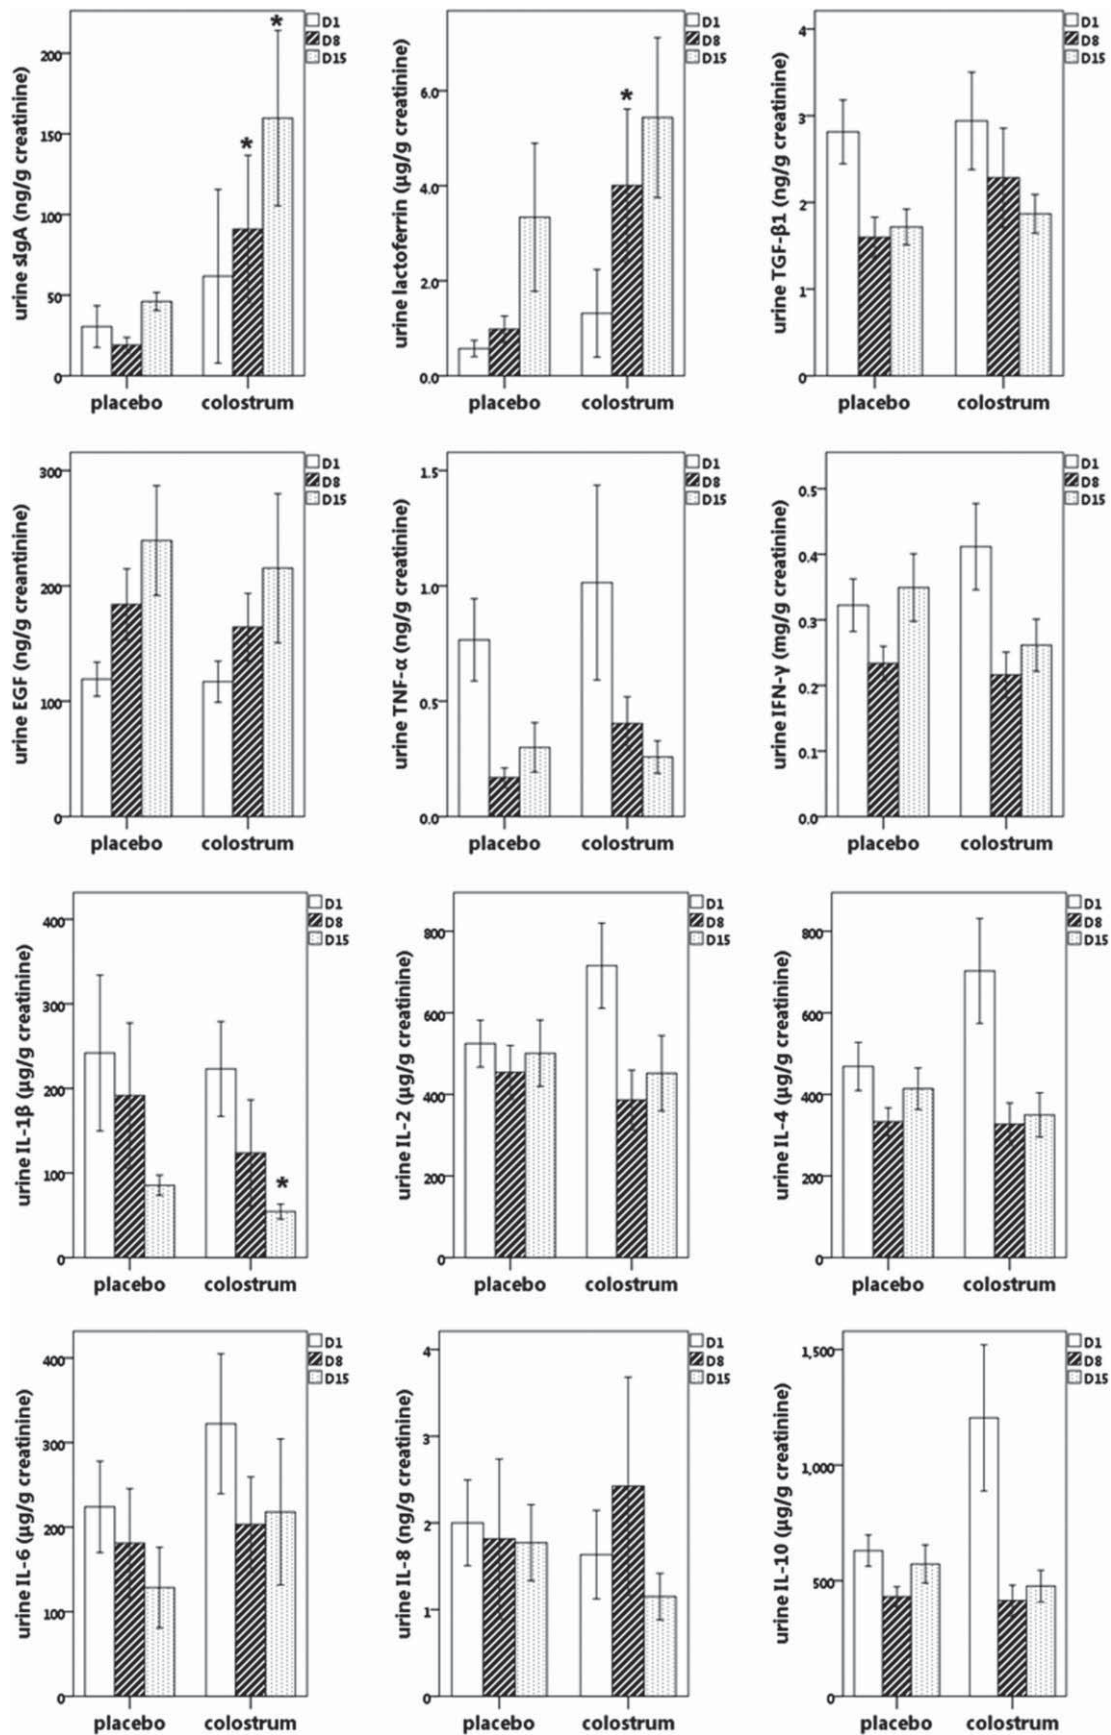 urine sIgA (ng/g creatinine)
200
150
100
50
0
*
*
placebo colostrum
D1
D8
D15
urine lactoferrin (µg/g creatinine)
6.0
4.0
2.0
0.0
*
placebo colostrum
D1
D8
D15
urine TGF-β1 (ng/g creatinine)
4
3
2
1
0
placebo colostrum
D1
D8
D15
urine EGF (ng/g creantinine)
300
200
100
0
placebo colostrum
D1
D8
D15
urine TNF-α (ng/g creatinine)
1.5
1.0
0.5
0.0
placebo colostrum
D1
D8
D15
urine IFN-γ (mg/g creatinine)
0.5
0.4
0.3
0.2
0.1
0.0
placebo colostrum
D1
D8
D15
urine IL-1β (µg/g creatinine)
400
300
200
100
0
*
placebo colostrum
D1
D8
D15
urine IL-2 (µg/g creatinine)
800
600
400
200
0
placebo colostrum
D1
D8
D15
urine IL-4 (µg/g creatinine)
800
600
400
200
0
placebo colostrum
D1
D8
D15
urine IL-6 (µg/g creatinine)
400
300
200
100
0
placebo colostrum
D1
D8
D15
urine IL-8 (ng/g creatinine)
4
3
2
1
0
placebo colostrum
D1
D8
D15
urine IL-10 (µg/g creatinine)
1,500
1,000
500
0
placebo colostrum
D1
D8
D15